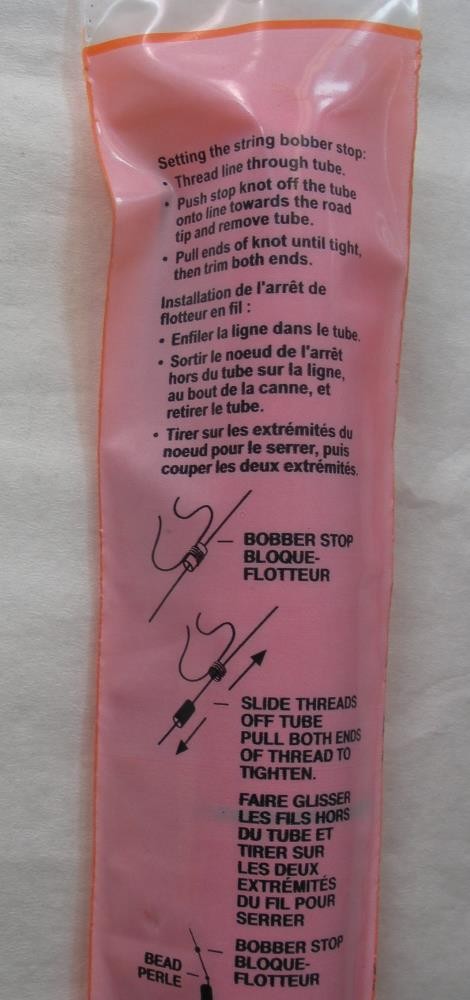 Setting the string bobber stop:
• Thread line through tube.
• Push stop knot off the tube
onto line towards the road
tip and remove tube.
• Pull ends of knot until tight,
then trim both ends.
Installation de l'arrêt de
flotteur en fil :
• Enfiler la ligne dans le tube.
• Sortir le noeud de l'arrêt
hors du tube sur la ligne,
au bout de la canne, et
retirer le tube.
• Tirer sur les extrémités du
noeud pour le serrer, puis
couper les deux extrémités.
BOBBER STOP
BLOQUE-
FLOTTEUR
SLIDE THREADS
OFF TUBE
PULL BOTH ENDS
OF THREAD TO
TIGHTEN.
FAIRE GLISSER
LES FILS HORS
DU TUBE ET
TIRER SUR
LES DEUX
EXTRÉMITÉS
DU FIL POUR
SERRER
BOBBER STOP
BLOQUE-
FLOTTEUR
BEAD
PERLE